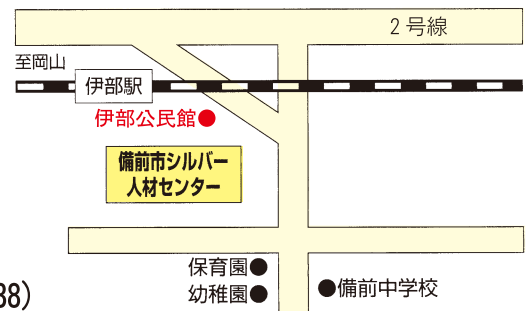 2号線
至岡山
伊部駅
伊部公民館●
備前市シルバー
人材センター
保育園●
幼稚園●
●備前中学校
38)